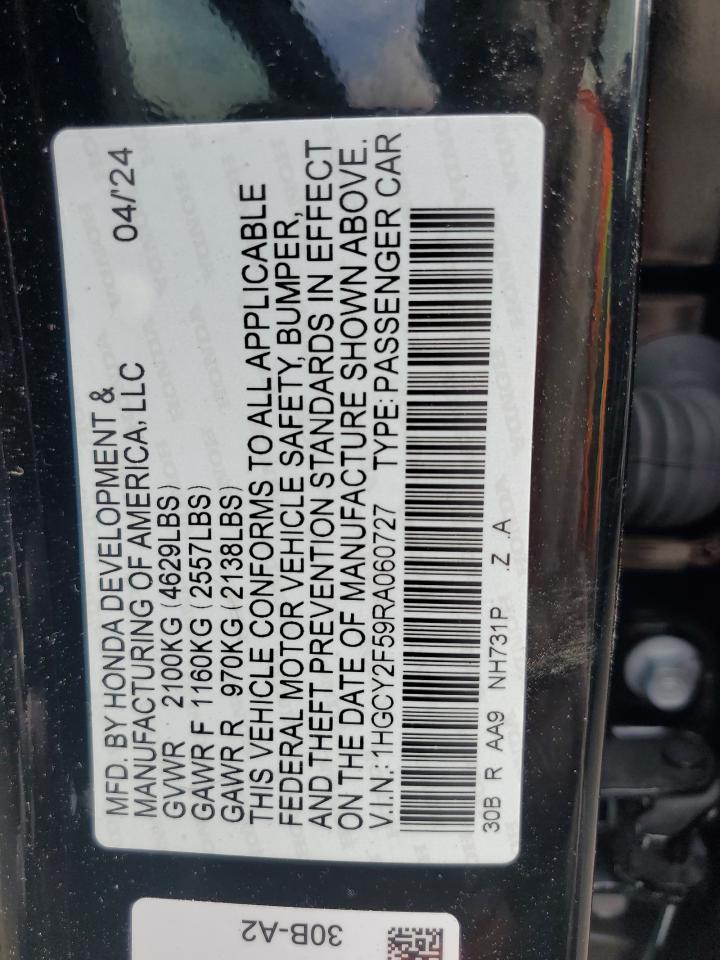 MFD. BY HONDA DEVELOPMENT &
MANUFACTURING OF AMERICA, LLC 04/'24
GVWR 2100KG (4629LBS)
GAWR F 1160KG (2557LBS)
GAWR R 970KG (2138LBS)
THIS VEHICLE CONFORMS TO ALL APPLICABLE
FEDERAL MOTOR VEHICLE SAFETY, BUMPER,
AND THEFT PREVENTION STANDARDS IN EFFECT
ON THE DATE OF MANUFACTURE SHOWN ABOVE.
V.I.N.: 1HGCY2F59RA060727 TYPE: PASSENGER CAR
30B R AA9 NH731P .Z .A
30B-A2